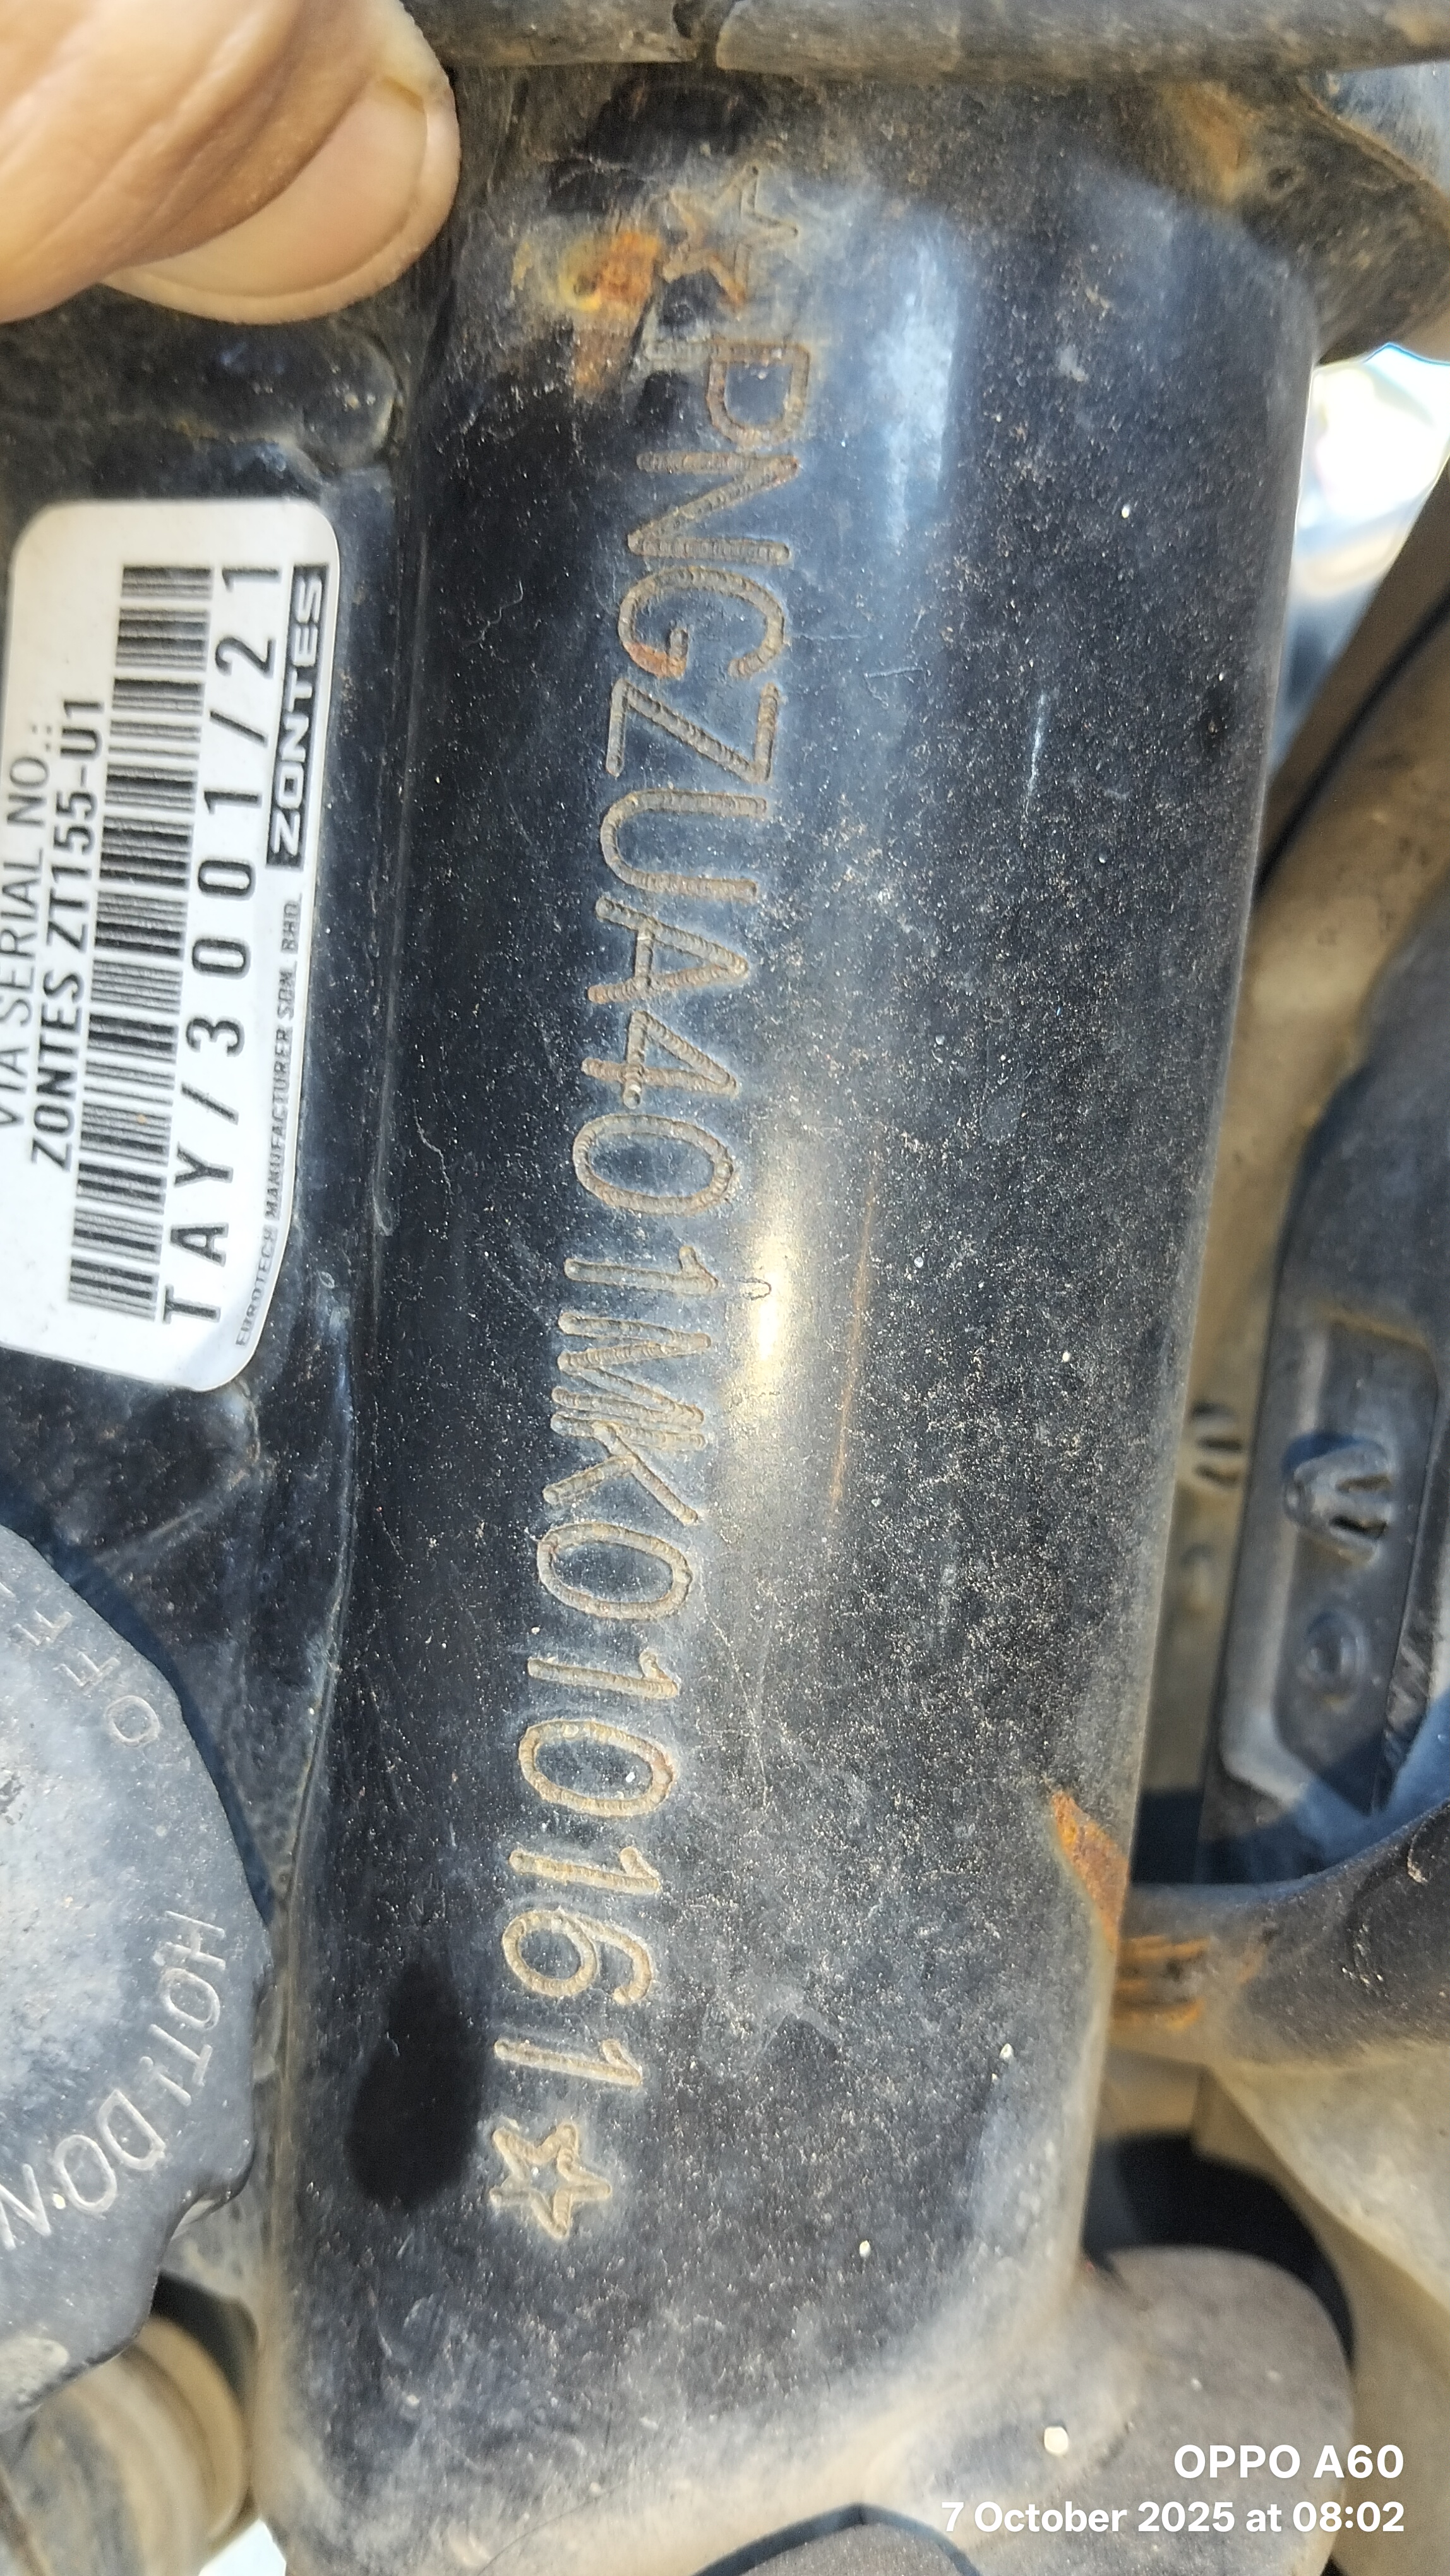 ☆PNGZUA401MK010161☆
VTA SERIAL NO.:
ZONTES ZT155-U1
TAY/3001/21
EUROTECH MANUFACTURER SDN. BHD. ZONTES
OFF
HOT! DO N
OPPO A60
7 October 2025 at 08:02